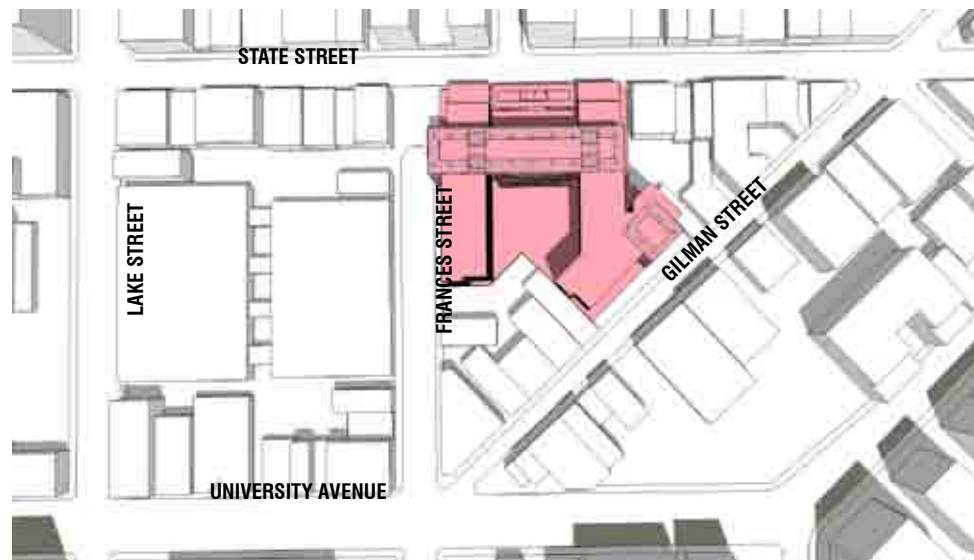 STATE STREET
LAKE STREET
FRANCES STREET
GILMAN STREET
UNIVERSITY AVENUE